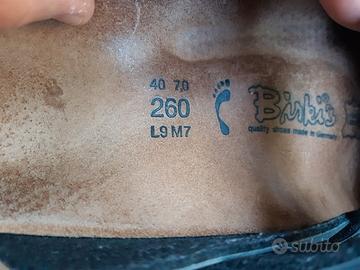 40 7,0
260
L9 M7
Birki's
quality shoes made in Germany
subito